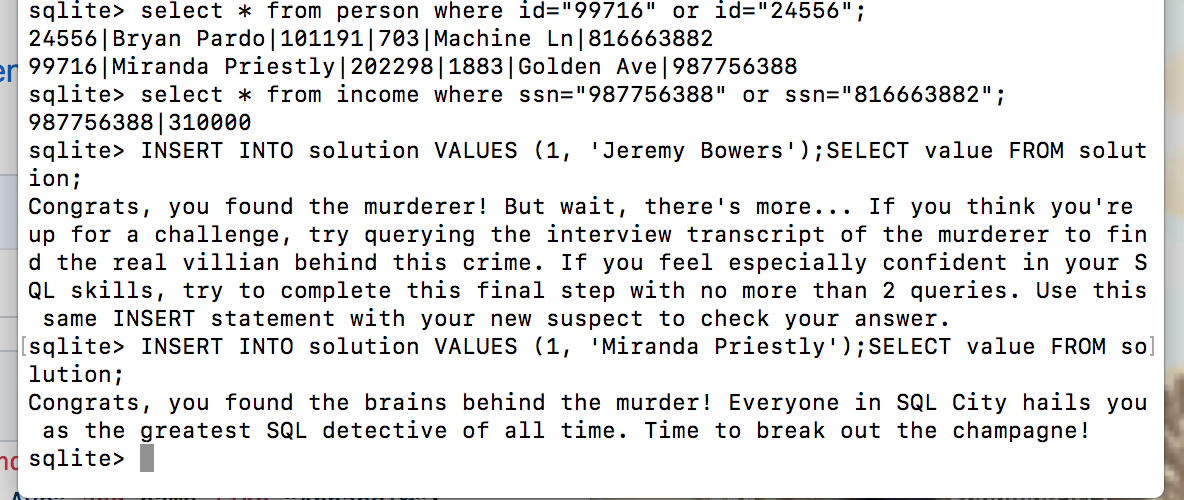 sqlite> select * from person where id="99716" or id="24556";
24556|Bryan Pardo|101191|703|Machine Ln|816663882
99716|Miranda Priestly|202298|1883|Golden Ave|987756388
sqlite> select * from income where ssn="987756388" or ssn="816663882";
987756388|310000
sqlite> INSERT INTO solution VALUES (1, 'Jeremy Bowers');SELECT value FROM solut
ion;
Congrats, you found the murderer! But wait, there's more... If you think you're
up for a challenge, try querying the interview transcript of the murderer to fin
d the real villian behind this crime. If you feel especially confident in your S
QL skills, try to complete this final step with no more than 2 queries. Use this
 same INSERT statement with your new suspect to check your answer.
[sqlite> INSERT INTO solution VALUES (1, 'Miranda Priestly');SELECT value FROM so]
lution;
Congrats, you found the brains behind the murder! Everyone in SQL City hails you
 as the greatest SQL detective of all time. Time to break out the champagne!
sqlite>